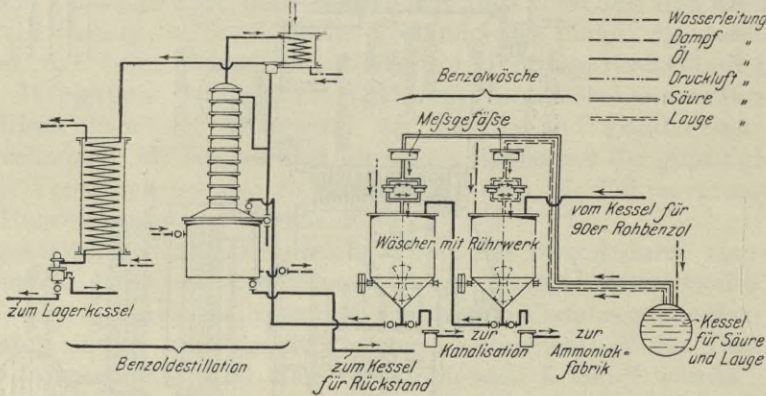 Wasserleitung
Dampf "
Öl "
Druckluft "
Säure "
Lauge "
Benzolwäsche
Meßgefäße
vom Kessel für
90er Rohbenzol
Wäscher mit Rührwerk
zum Lagerkessel
Benzoldestillation
zum Kessel
für Rückstand
zur
Kanalisation
zur
Ammoniak=
fabrik
Kessel
für Säure
und Lauge